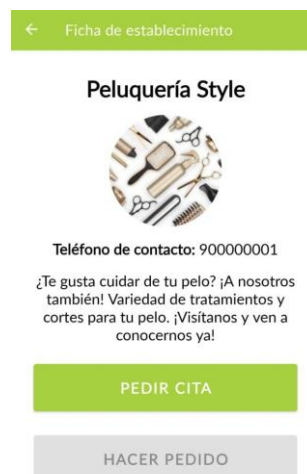 Ficha de establecimiento
Peluquería Style
Teléfono de contacto: 900000001
¿Te gusta cuidar de tu pelo? ¡A nosotros
también! Variedad de tratamientos y
cortes para tu pelo. ¡Visítanos y ven a
conocernos ya!
PEDIR CITA
HACER PEDIDO